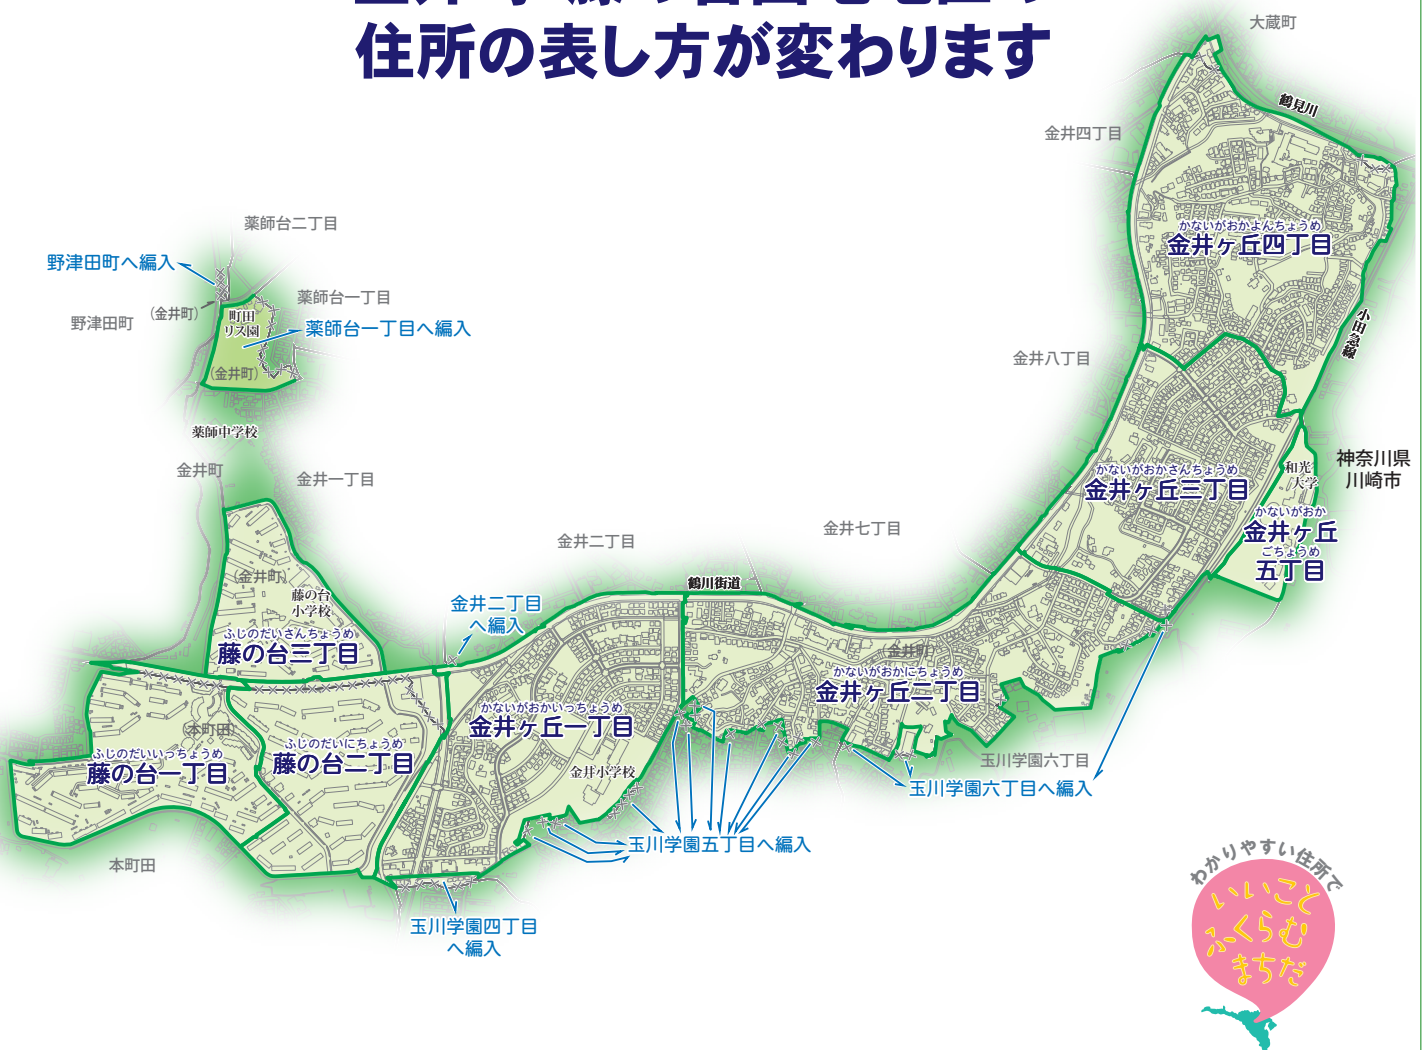 住所の表し方が変わります
大蔵町
鶴見川
金井四丁目
かないがおかよんちょうめ
金井ヶ丘四丁目
薬師台二丁目
野津田町へ編入
薬師台一丁目
(金井町)
町田
リス園
野津田町
薬師台一丁目へ編入
小田急線
金井八丁目
(金井町)
薬師中学校
金井町
金井一丁目
かないがおかさんちょうめ
金井ヶ丘三丁目
和光
大学
神奈川県
川崎市
かないがおか
金井ヶ丘
ごちょうめ
五丁目
金井七丁目
金井二丁目
鶴川街道
(金井町)
藤の台
小学校
金井二丁目
へ編入
ふじのだいさんちょうめ
藤の台三丁目
金井町
かないがおかにちょうめ
金井ヶ丘二丁目
かないがおかいっちょうめ
金井ヶ丘一丁目
(本町田)
ふじのだいいっちょうめ
藤の台一丁目
ふじのだいにちょうめ
藤の台二丁目
金井小学校
玉川学園六丁目
玉川学園六丁目へ編入
玉川学園五丁目へ編入
本町田
玉川学園四丁目
へ編入
わかりやすい住所で
いいこと
ふくらむ
まちだ